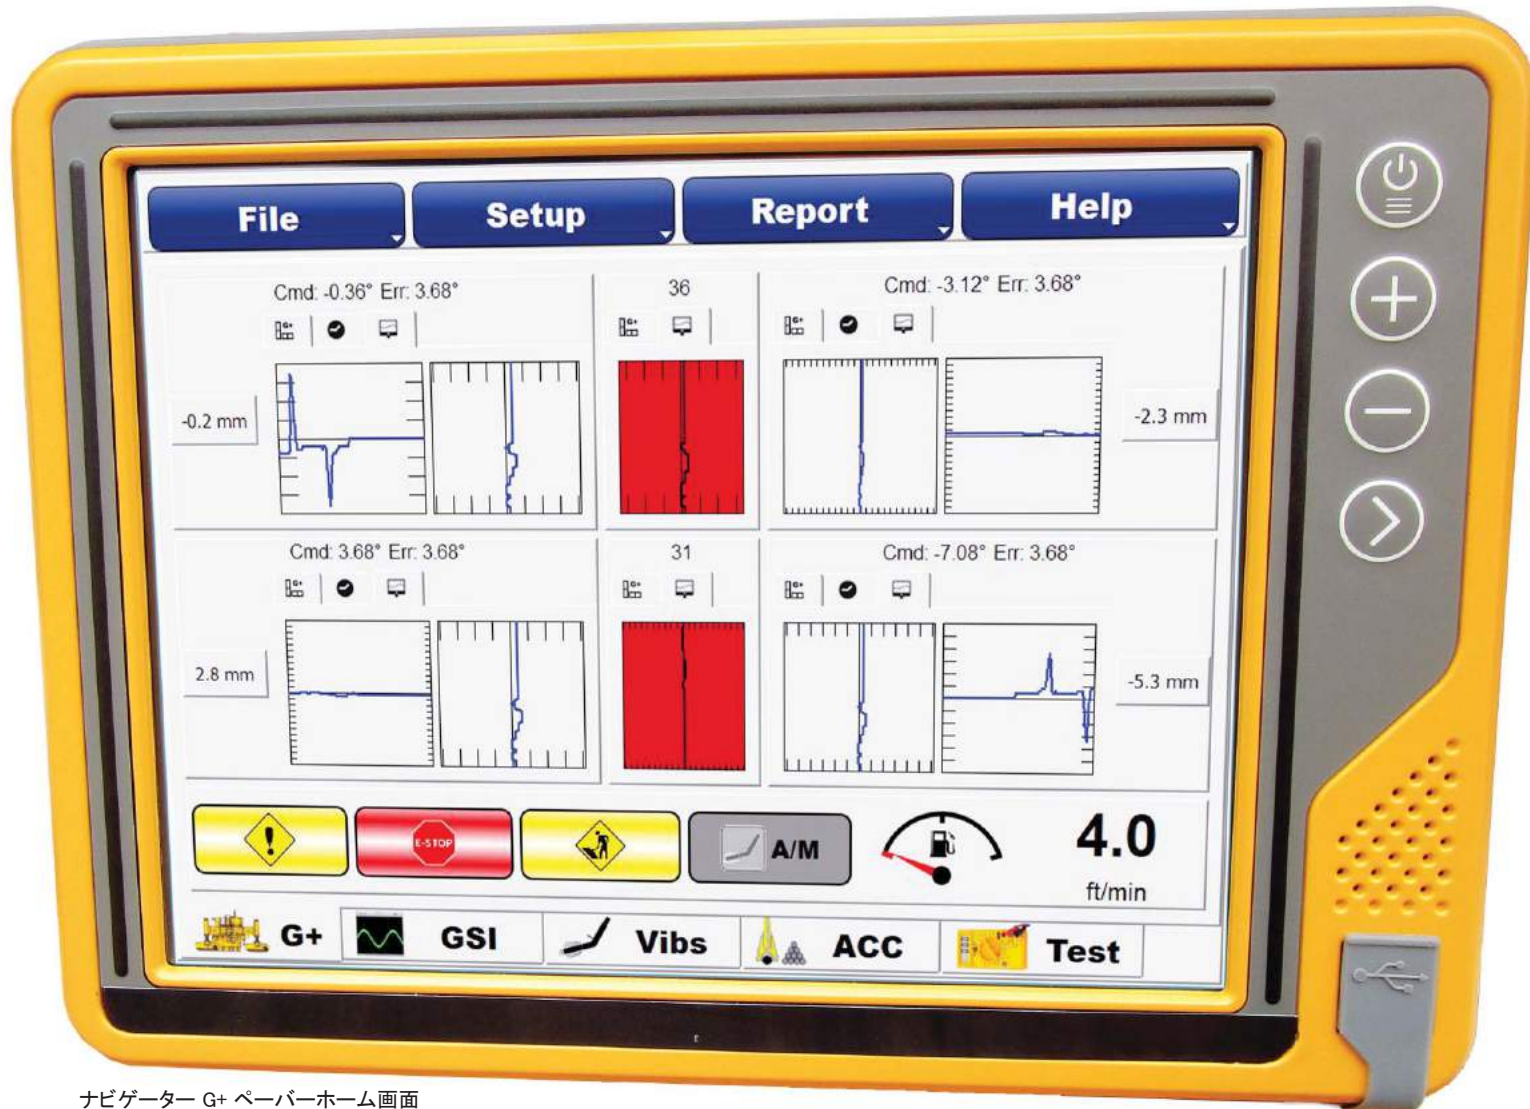 File Setup Report Help
Cmd: -0.36° Err: 3.68° 36 Cmd: -3.12° Err: 3.68°
G+ G+ G+
-0.2 mm -2.3 mm
Cmd: 3.68° Err: 3.68° 31 Cmd: -7.08° Err: 3.68°
G+ G+ G+
2.8 mm -5.3 mm
! E-STOP A/M 4.0
ft/min
G+ GSI Vibs ACC Test
ナビゲーター G+ ペーバーホーム画面